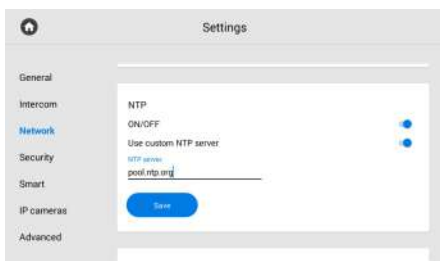 Settings
General
Intercom
Network
Security
Smart
IP cameras
Advanced
NTP
ON/OFF
Use custom NTP server
NTP server
pool.ntp.org
Save